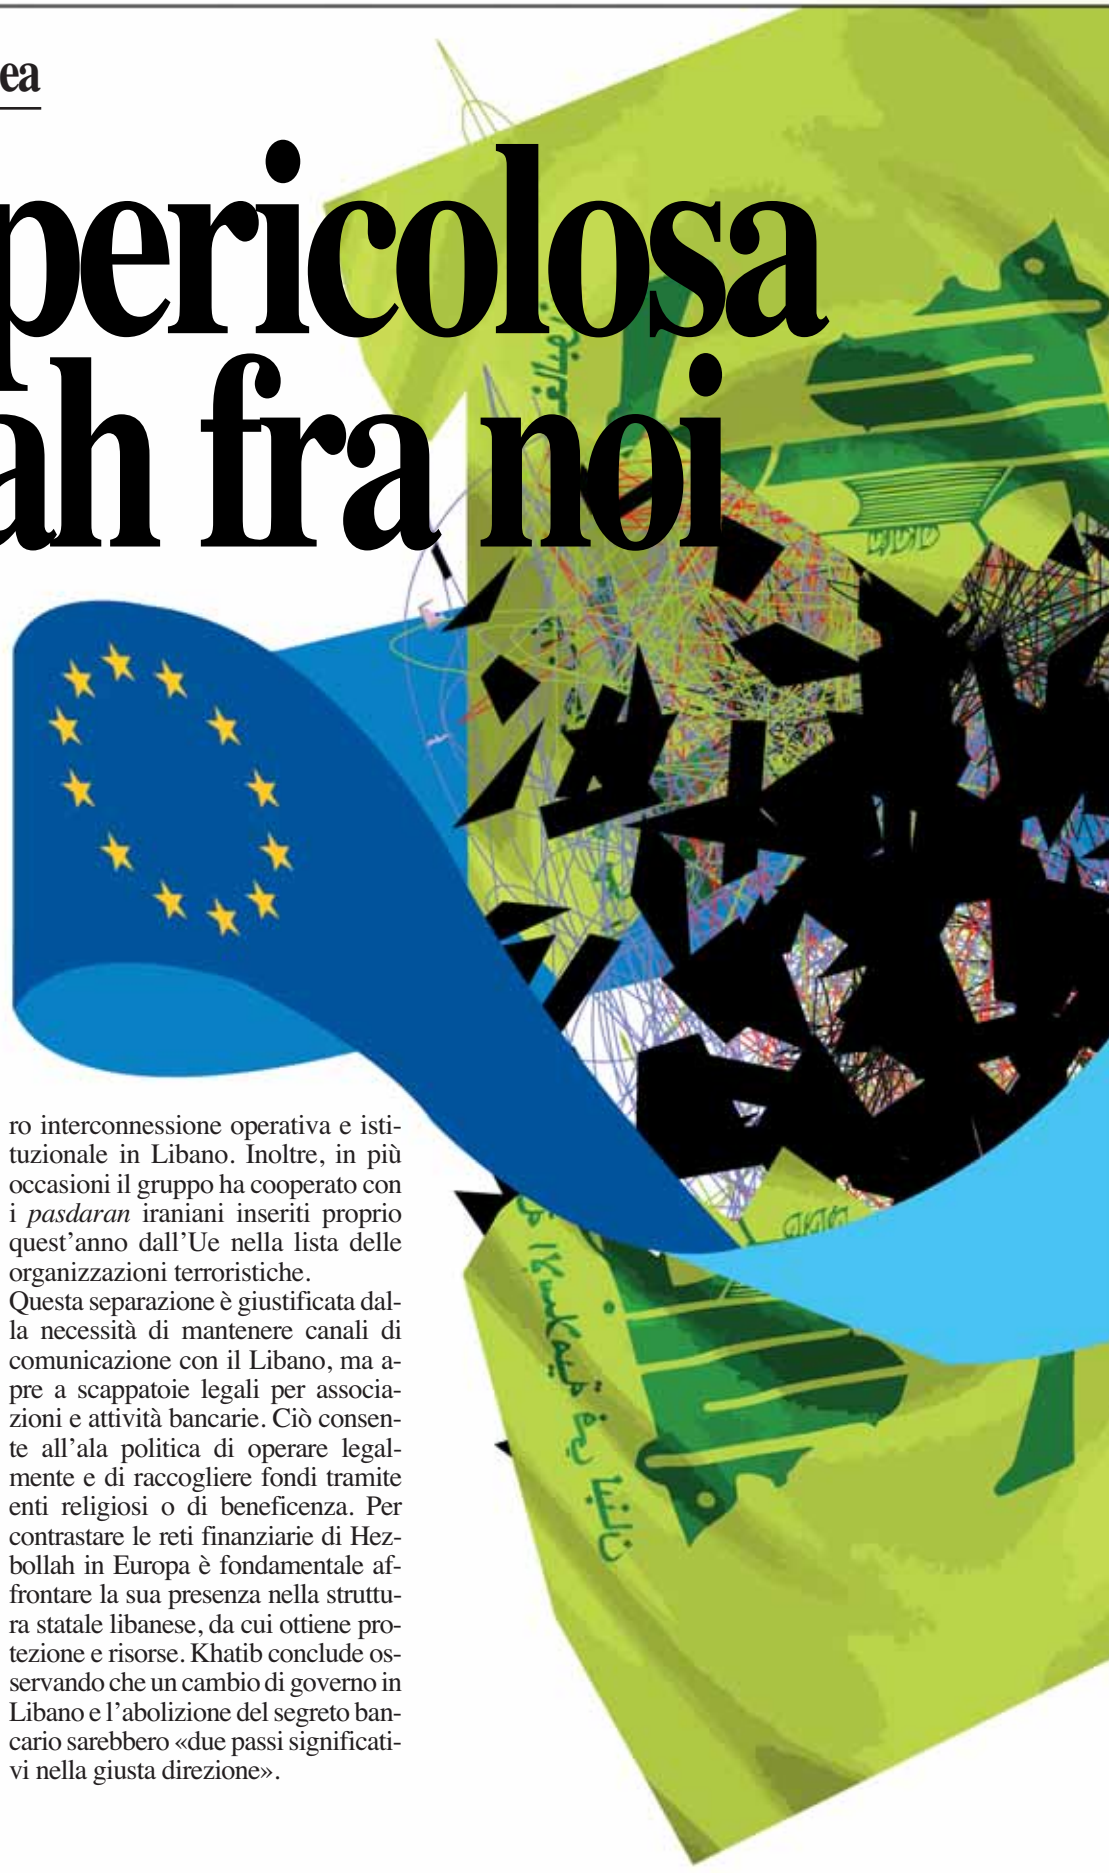 ea
pericolosa
ah fra noi
ro interconnessione operativa e isti-
tuzionale in Libano. Inoltre, in più
occasioni il gruppo ha cooperato con
i pasdaran iraniani inseriti proprio
quest'anno dall'Ue nella lista delle
organizzazioni terroristiche.
Questa separazione è giustificata dal-
la necessità di mantenere canali di
comunicazione con il Libano, ma a-
pre a scappatoie legali per associa-
zioni e attività bancarie. Ciò consen-
te all'ala politica di operare legal-
mente e di raccogliere fondi tramite
enti religiosi o di beneficenza. Per
contrastare le reti finanziarie di Hez-
bollah in Europa è fondamentale af-
frontare la sua presenza nella struttu-
ra statale libanese, da cui ottiene pro-
tezione e risorse. Khatib conclude os-
servando che un cambio di governo in
Libano e l'abolizione del segreto ban-
cario sarebbero «due passi significati-
vi nella giusta direzione».